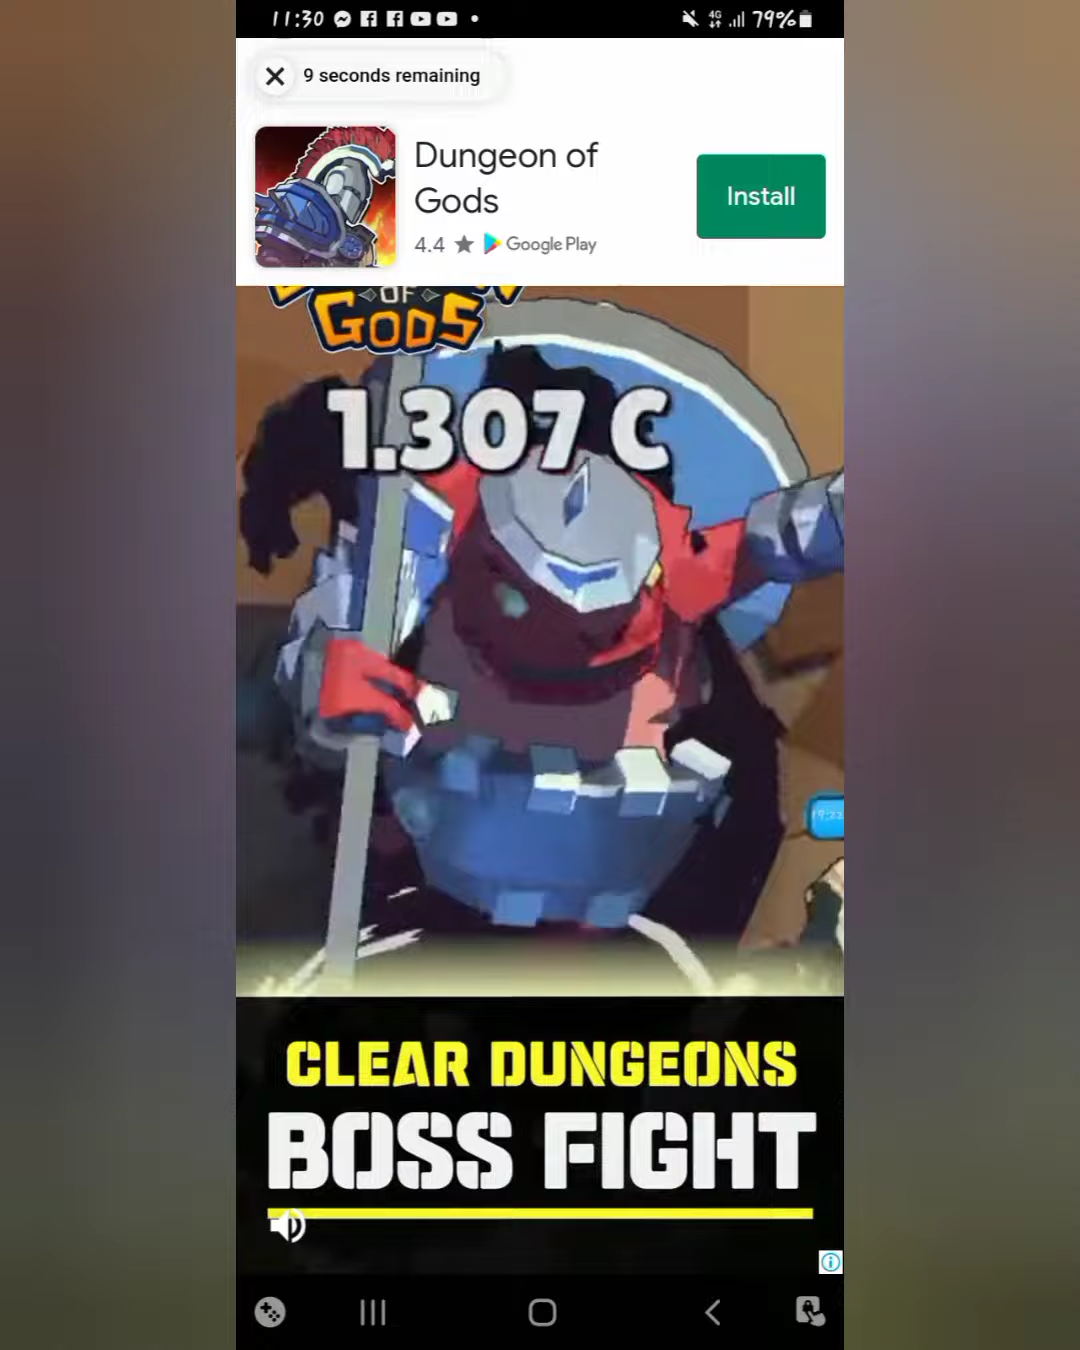 11:30 4G 79%
9 seconds remaining
Dungeon of
Gods
Install
4.4 ★ Google Play
OF
GODS
1.307 C
CLEAR DUNGEONS
BOSS FIGHT